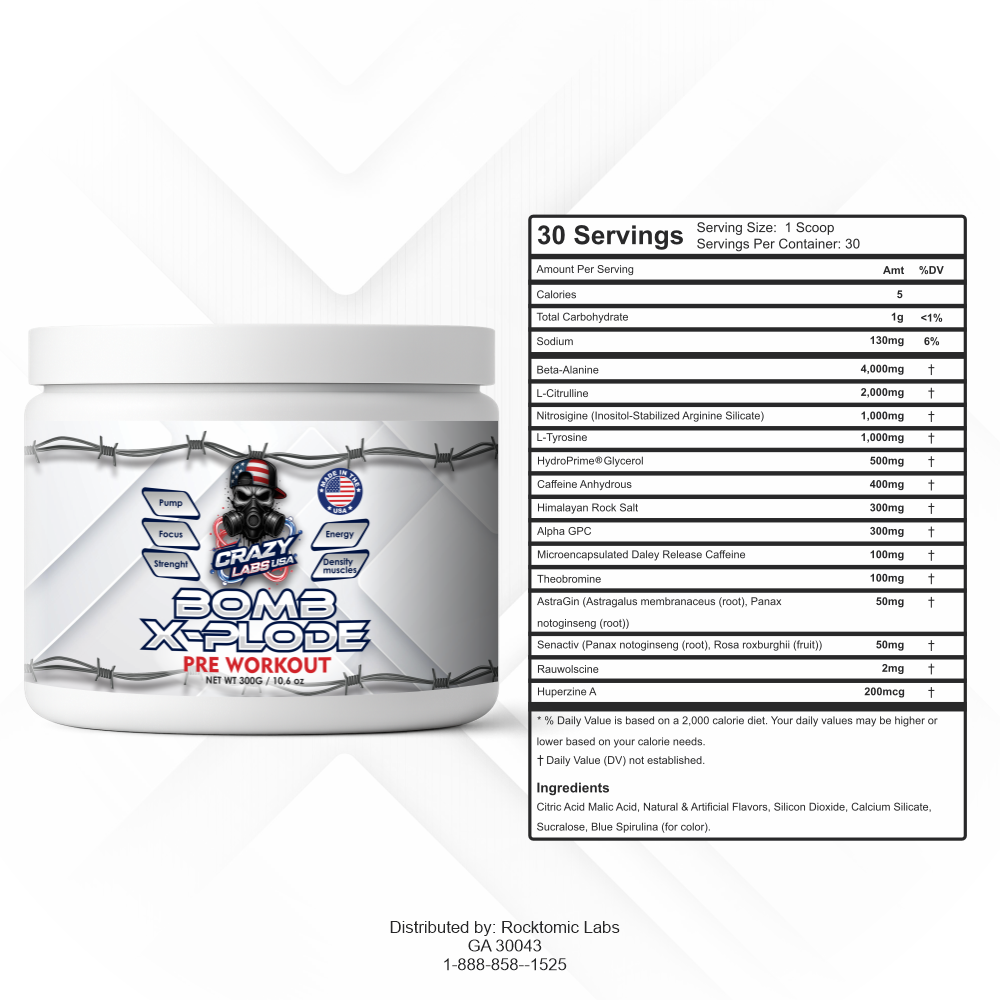 MADE IN THE
USA
Pump
Focus
Strenght
Energy
Density
muscles
CRAZY
LABS USA
BOMB
X-PLODE
PRE WORKOUT
NET WT 300G / 10,6 oz
30 Servings
Serving Size: 1 Scoop
Servings Per Container: 30
Amount Per Serving Amt %DV
Calories 5
Total Carbohydrate 1g <1%
Sodium 130mg 6%
Beta-Alanine 4,000mg †
L-Citrulline 2,000mg †
Nitrosigine (Inositol-Stabilized Arginine Silicate) 1,000mg †
L-Tyrosine 1,000mg †
HydroPrime® Glycerol 500mg †
Caffeine Anhydrous 400mg †
Himalayan Rock Salt 300mg †
Alpha GPC 300mg †
Microencapsulated Daley Release Caffeine 100mg †
Theobromine 100mg †
AstraGin (Astragalus membranaceus (root), Panax 50mg †
notoginseng (root))
Senactiv (Panax notoginseng (root), Rosa roxburghii (fruit)) 50mg †
Rauwolscine 2mg †
Huperzine A 200mcg †
* % Daily Value is based on a 2,000 calorie diet. Your daily values may be higher or
lower based on your calorie needs.
† Daily Value (DV) not established.
Ingredients
Citric Acid Malic Acid, Natural & Artificial Flavors, Silicon Dioxide, Calcium Silicate,
Sucralose, Blue Spirulina (for color).
Distributed by: Rocktomic Labs
GA 30043
1-888-858--1525